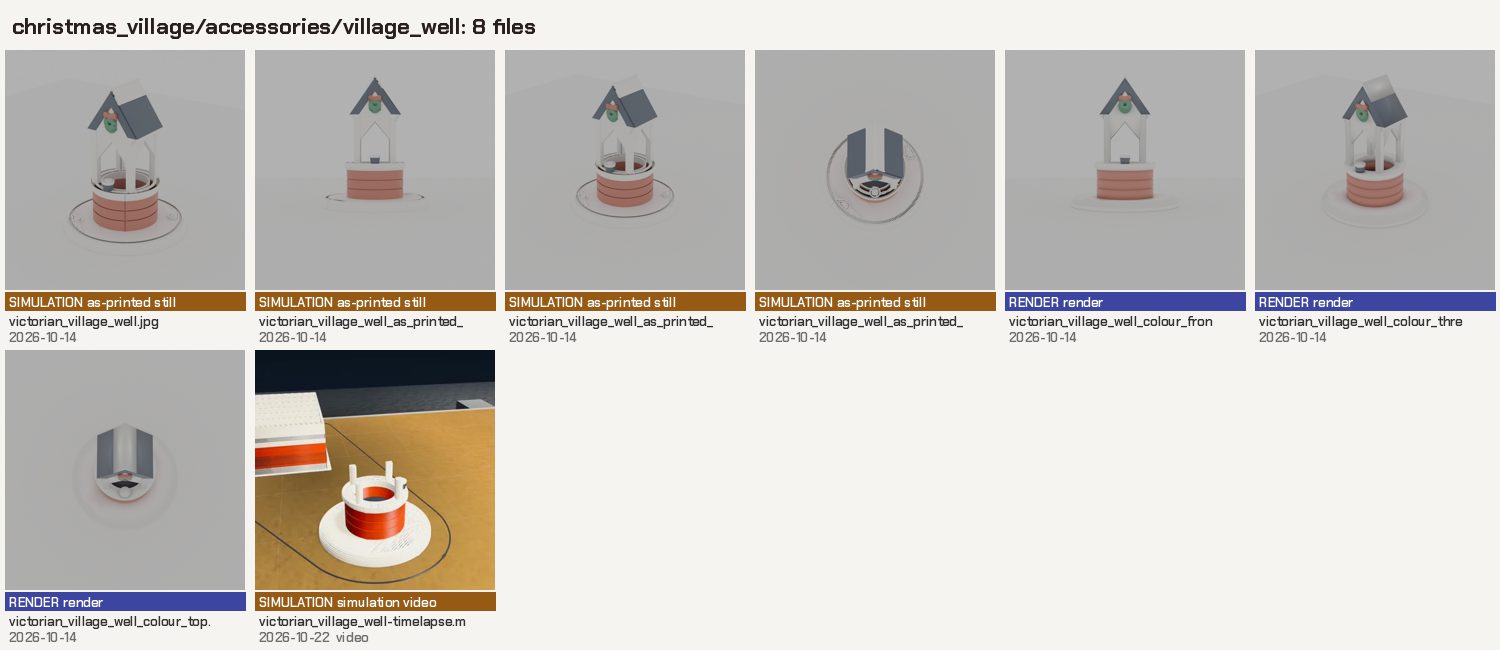 christmas_village/accessories/village_well: 8 files
SIMULATION as-printed still
SIMULATION as-printed still
SIMULATION as-printed still
SIMULATION as-printed still
RENDER render
RENDER render
victorian_village_well.jpg
victorian_village_well_as_printed_
victorian_village_well_as_printed_
victorian_village_well_as_printed_
victorian_village_well_colour_fron
victorian_village_well_colour_thre
2026-10-14
2026-10-14
2026-10-14
2026-10-14
2026-10-14
2026-10-14
RENDER render
SIMULATION simulation video
victorian_village_well_colour_top.
victorian_village_well-timelapse.m
2026-10-14
2026-10-22 video